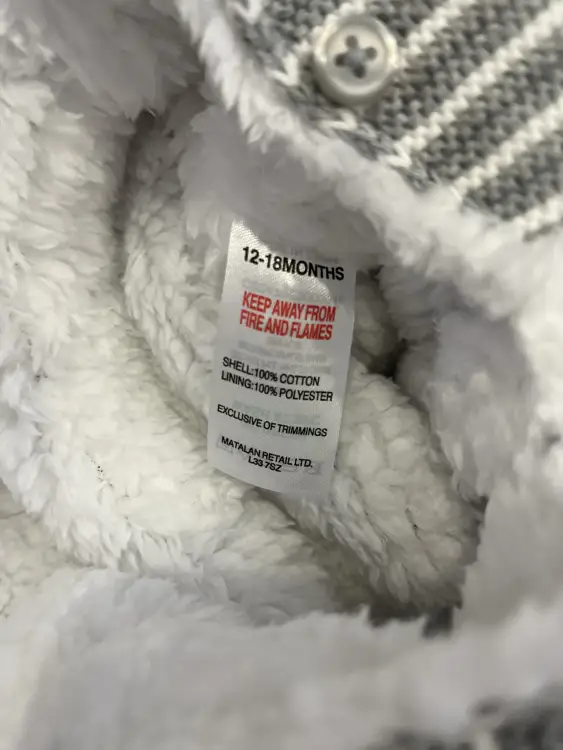 12-18MONTHS
KEEP AWAY FROM
FIRE AND FLAMES
SHELL:100% COTTON
LINING:100% POLYESTER
EXCLUSIVE OF TRIMMINGS
MATALAN RETAIL LTD.
L33 7SZ